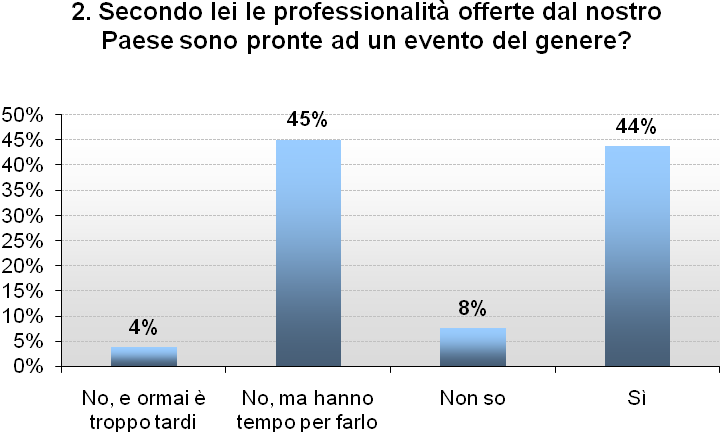 2. Secondo lei le professionalità offerte dal nostro
Paese sono pronte ad un evento del genere?
50%
45%
40%
35%
30%
25%
20%
15%
10%
5%
0%
4%
45%
8%
44%
No, e ormai è
troppo tardi
No, ma hanno
tempo per farlo
Non so
Sì